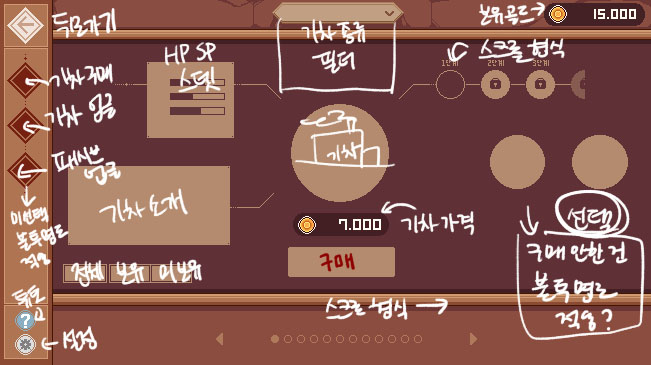 뒤로가기
기차 종류
필터
보유골드
15.000
HP SP
스탯
스크롤 형식
1단계
2단계
3단계
기차 구매
기차 업글
패시브
업글
기차
기차 소개
7.000
기차 가격
구매
선택
구매 안한 건
불투명도
적용?
미선택
불투명도
적용
전체
보유
미보유
스크롤 형식
?
설정